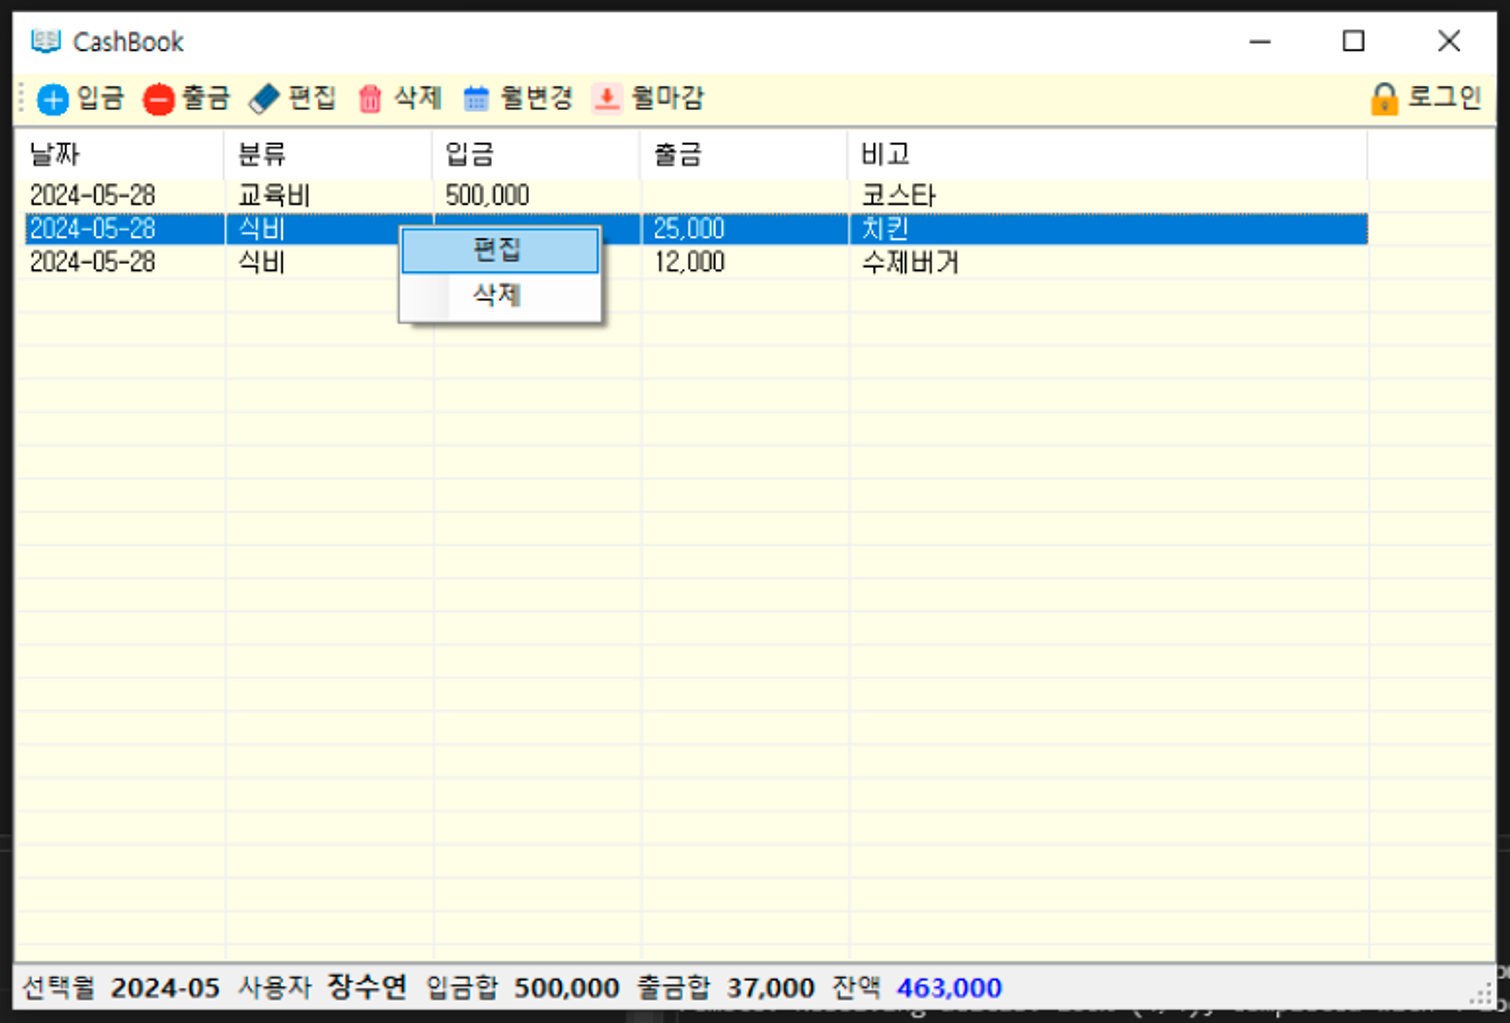 CashBook
입금 출금 편집 삭제 월변경 월마감 로그인
날짜 분류 입금 출금 비고
2024-05-28 교육비 500,000 코스타
2024-05-28 식비 25,000 치킨
편집
2024-05-28 식비 12,000 수제버거
삭제
선택월 2024-05 사용자 장수연 입금합 500,000 출금합 37,000 잔액 463,000